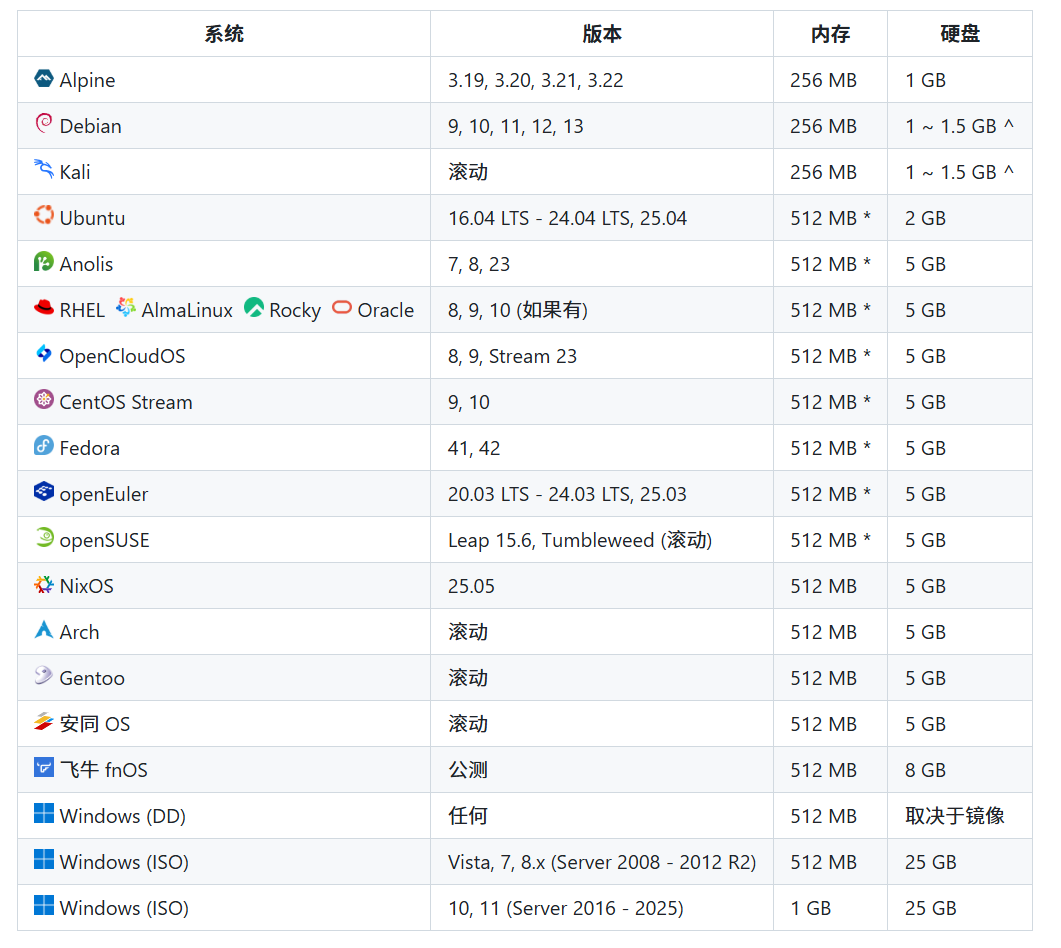 系统 版本 内存 硬盘
Alpine 3.19, 3.20, 3.21, 3.22 256 MB 1 GB
Debian 9, 10, 11, 12, 13 256 MB 1 ~ 1.5 GB ^
Kali 滚动 256 MB 1 ~ 1.5 GB ^
Ubuntu 16.04 LTS - 24.04 LTS, 25.04 512 MB * 2 GB
Anolis 7, 8, 23 512 MB * 5 GB
RHEL AlmaLinux Rocky Oracle 8, 9, 10 (如果有) 512 MB * 5 GB
OpenCloudOS 8, 9, Stream 23 512 MB * 5 GB
CentOS Stream 9, 10 512 MB * 5 GB
Fedora 41, 42 512 MB * 5 GB
openEuler 20.03 LTS - 24.03 LTS, 25.03 512 MB * 5 GB
openSUSE Leap 15.6, Tumbleweed (滚动) 512 MB * 5 GB
NixOS 25.05 512 MB 5 GB
Arch 滚动 512 MB 5 GB
Gentoo 滚动 512 MB 5 GB
安同 OS 滚动 512 MB 5 GB
飞牛 fnOS 公测 512 MB 8 GB
Windows (DD) 任何 512 MB 取决于镜像
Windows (ISO) Vista, 7, 8.x (Server 2008 - 2012 R2) 512 MB 25 GB
Windows (ISO) 10, 11 (Server 2016 - 2025) 1 GB 25 GB